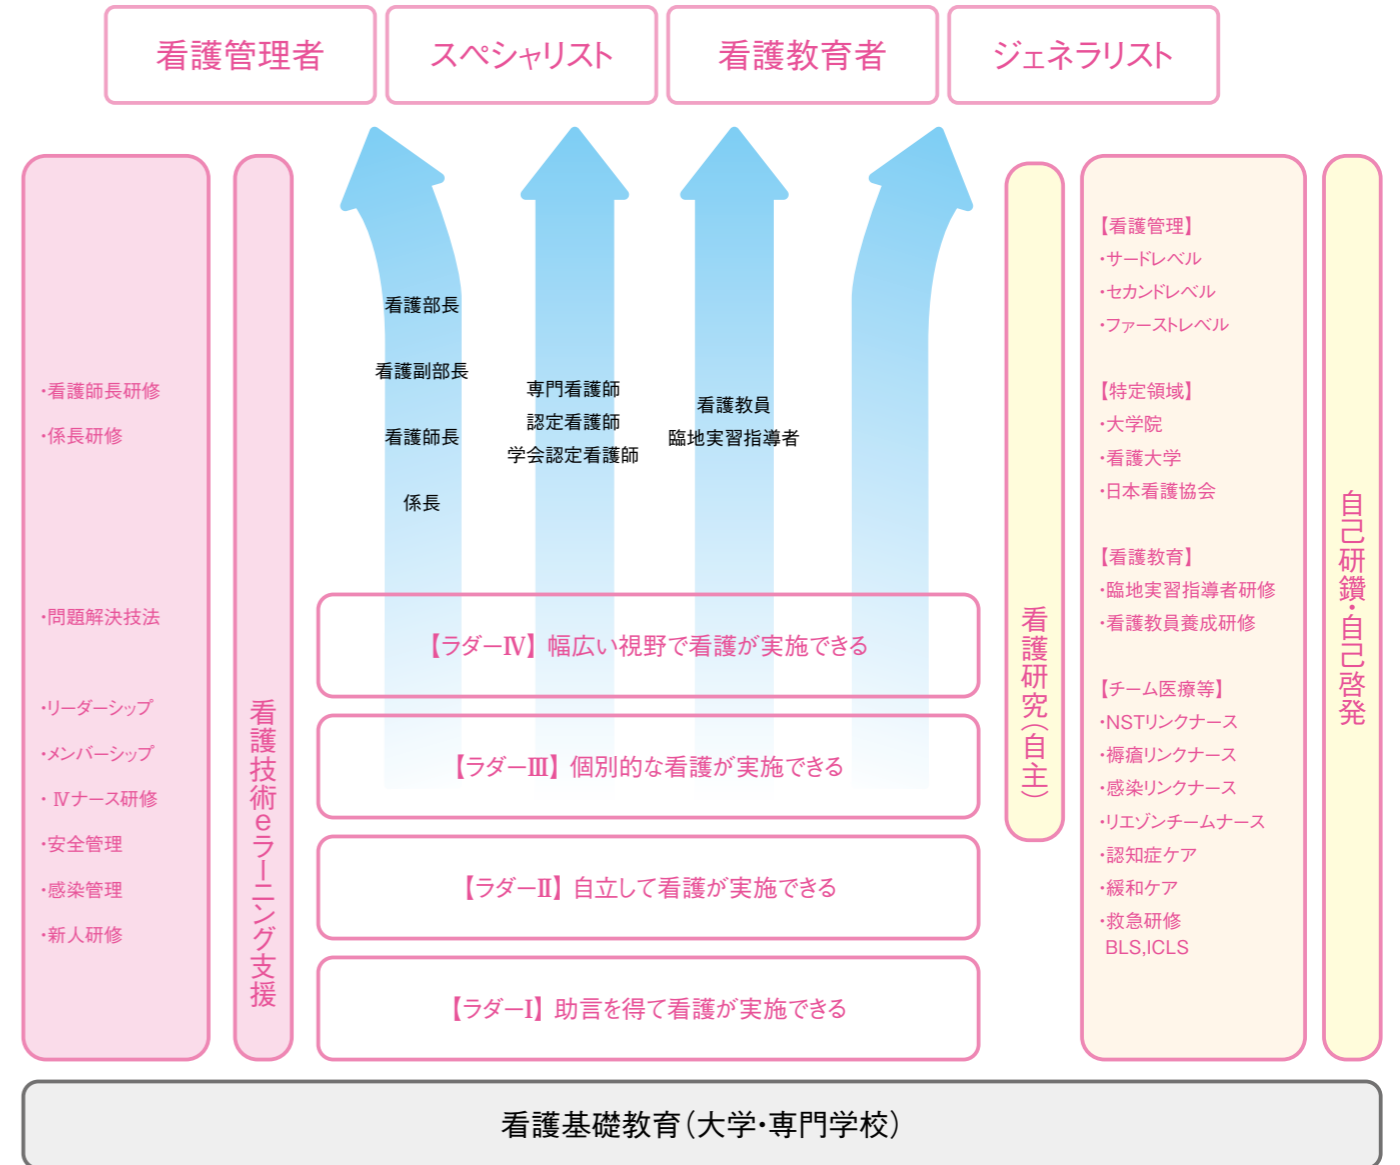 看護管理者
スペシャリスト
看護教育者
ジェネラリスト
・看護師長研修
・係長研修
・問題解決技法
・リーダーシップ
・メンバーシップ
・Ⅳナース研修
・安全管理
・感染管理
・新人研修
看護技術eラーニング支援
看護部長
看護副部長
看護師長
係長
専門看護師
認定看護師
学会認定看護師
看護教員
臨地実習指導者
【ラダーⅣ】幅広い視野で看護が実施できる
【ラダーⅢ】個別的な看護が実施できる
【ラダーⅡ】自立して看護が実施できる
【ラダーⅠ】助言を得て看護が実施できる
看護研究(自主)
【看護管理】
・サードレベル
・セカンドレベル
・ファーストレベル
【特定領域】
・大学院
・看護大学
・日本看護協会
【看護教育】
・臨地実習指導者研修
・看護教員養成研修
【チーム医療等】
・NSTリンクナース
・褥瘡リンクナース
・感染リンクナース
・リエゾンチームナース
・認知症ケア
・緩和ケア
・救急研修
BLS,ICLS
自己研鑽・自己啓発
看護基礎教育(大学・専門学校)